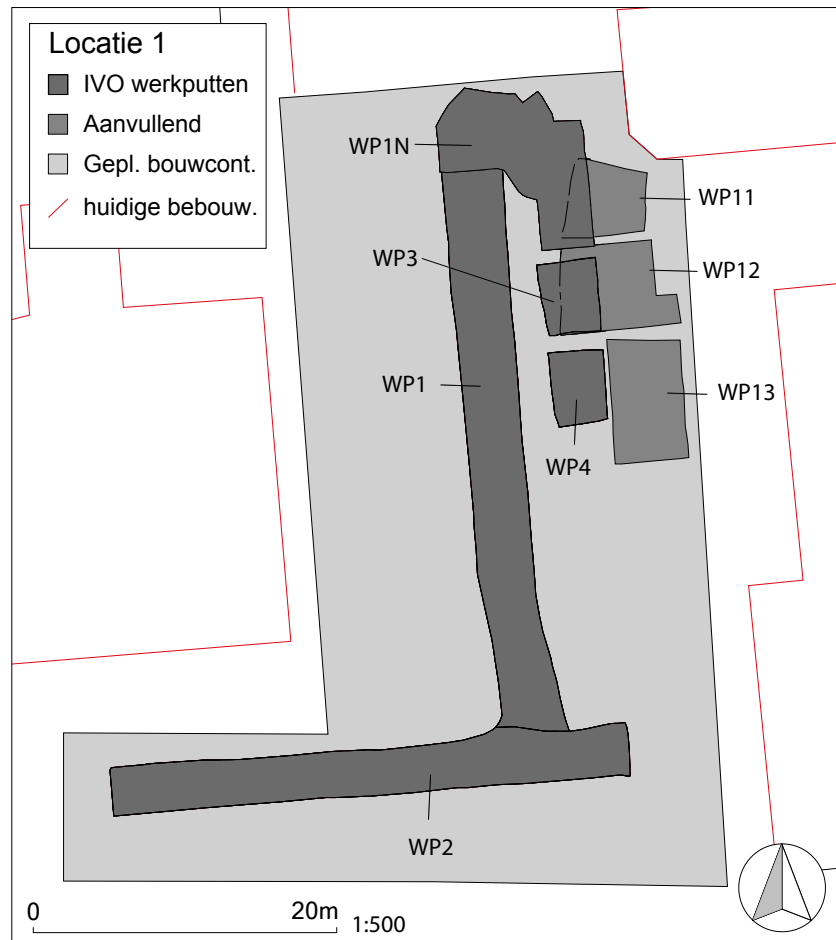 Locatie 1
IVO werkputten
Aanvullend
Gepl. bouwcont.
huidige bebouw.
WP1N
WP11
WP3
WP12
WP1
WP13
WP4
WP2
0 20m 1:500